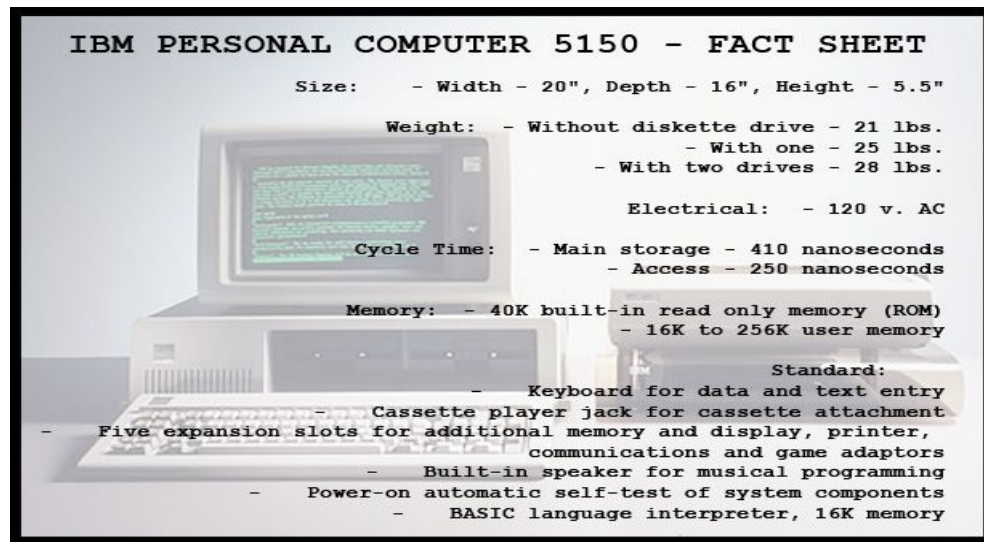 IBM PERSONAL COMPUTER 5150 - FACT SHEET
Size: - Width - 20", Depth - 16", Height - 5.5"
Weight: - Without diskette drive - 21 lbs.
- With one - 25 lbs.
- With two drives - 28 lbs.
Electrical: - 120 v. AC
Cycle Time: - Main storage - 410 nanoseconds
- Access - 250 nanoseconds
Memory: - 40K built-in read only memory (ROM)
- 16K to 256K user memory
Standard:
- Keyboard for data and text entry
- Cassette player jack for cassette attachment
- Five expansion slots for additional memory and display, printer,
communications and game adaptors
- Built-in speaker for musical programming
- Power-on automatic self-test of system components
- BASIC language interpreter, 16K memory
IBM